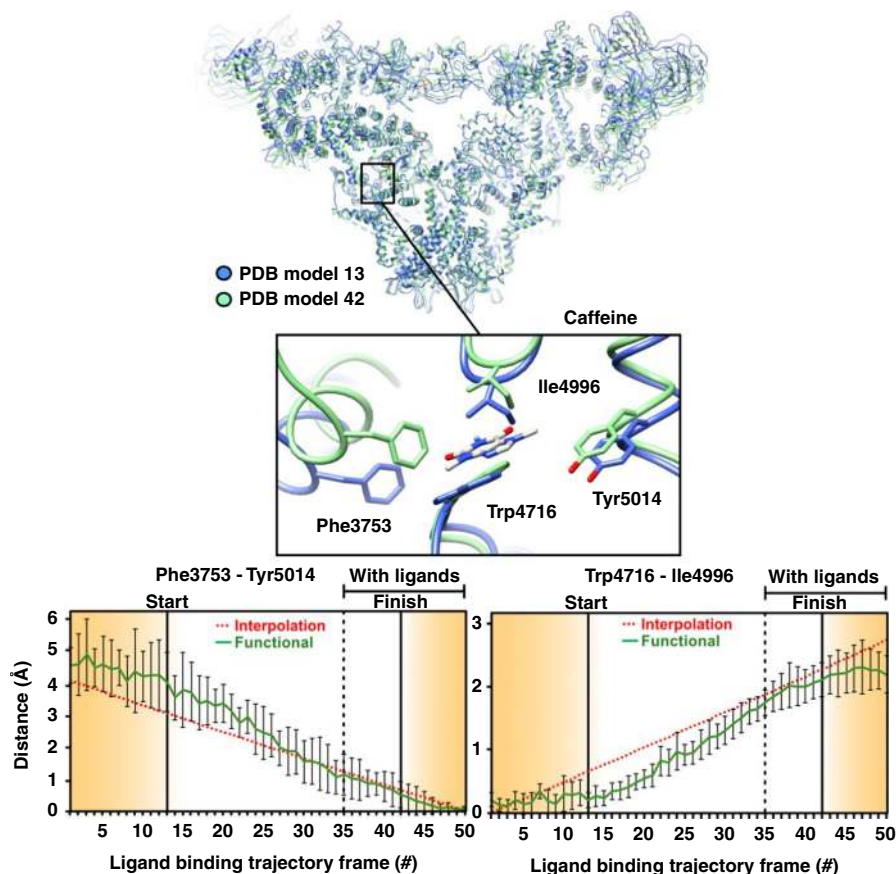 PDB model 13
PDB model 42
Caffeine
Ile4996
Phe3753
Trp4716
Tyr5014
Phe3753 - Tyr5014
With ligands
Start
Finish
Interpolation
Functional
Distance (Å)
6
5
4
3
2
1
0
5 10 15 20 25 30 35 40 45 50
Ligand binding trajectory frame (#)
Trp4716 - Ile4996
With ligands
Start
Finish
Interpolation
Functional
3
2
1
0
5 10 15 20 25 30 35 40 45 50
Ligand binding trajectory frame (#)